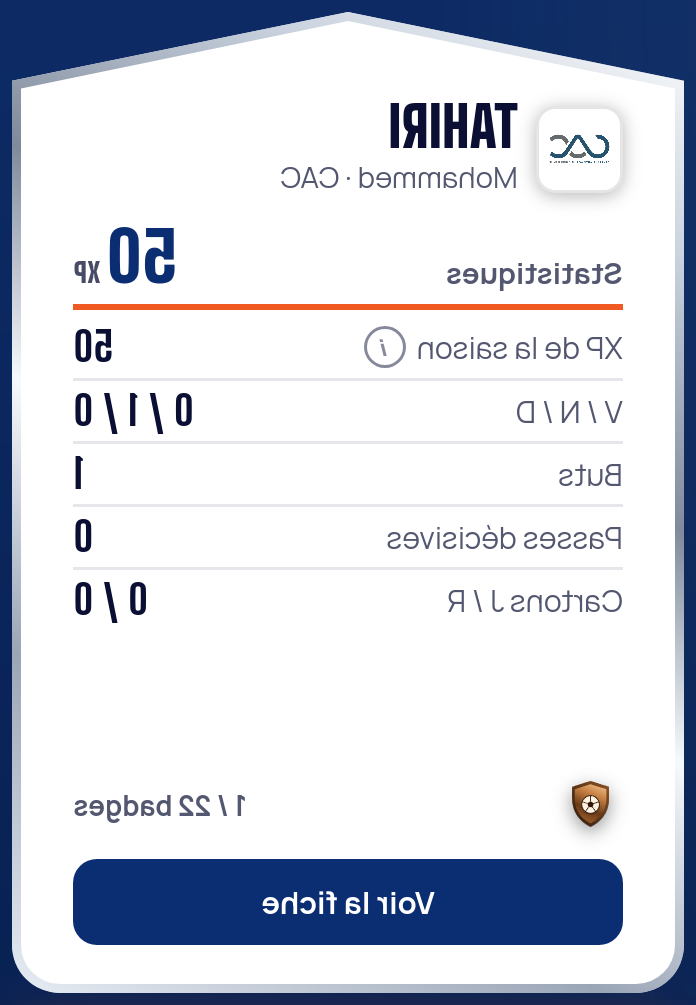 TAHIRI
Mohammed · CAC
Statistiques 50 XP
XP de la saison i 50
V / N / D 0 / 1 / 0
Buts 1
Passes décisives 0
Cartons J / R 0 / 0
1 / 22 badges
Voir la fiche